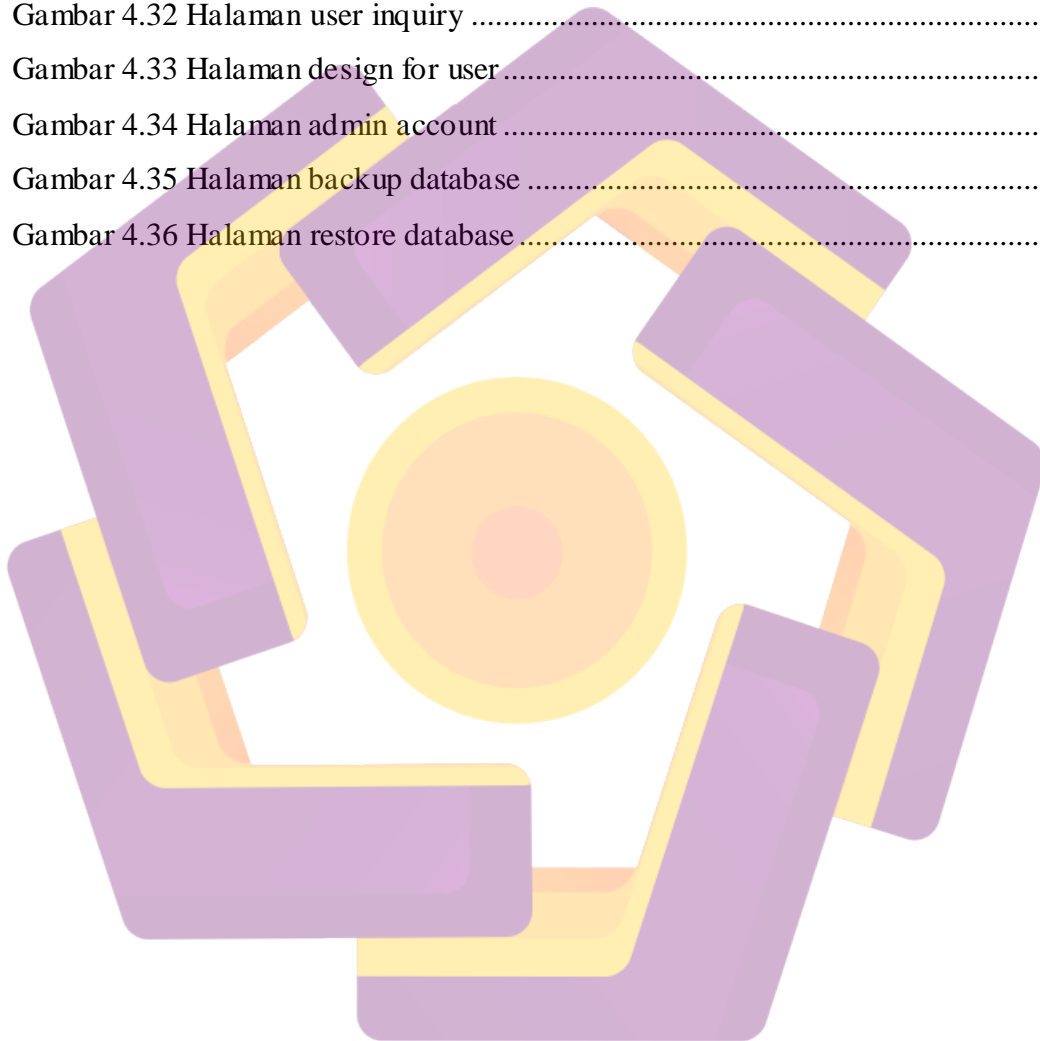 Gambar 4.32 Halaman user inquiry ..........................................................................
Gambar 4.33 Halaman design for user......................................................................
Gambar 4.34 Halaman admin account .....................................................................
Gambar 4.35 Halaman backup database ..................................................................
Gambar 4.36 Halaman restore database ...................................................................